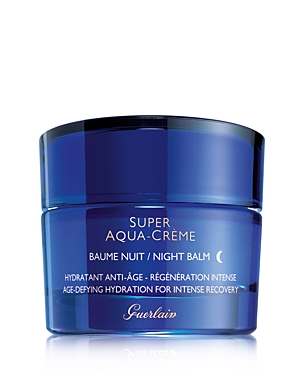 SUPER
AQUA-CRÈME
BAUME NUIT / NIGHT BALM
HYDRATANT ANTI-ÂGE - RÉGÉNÉRATION INTENSE
AGE-DEFYING HYDRATION FOR INTENSE RECOVERY
Guerlain